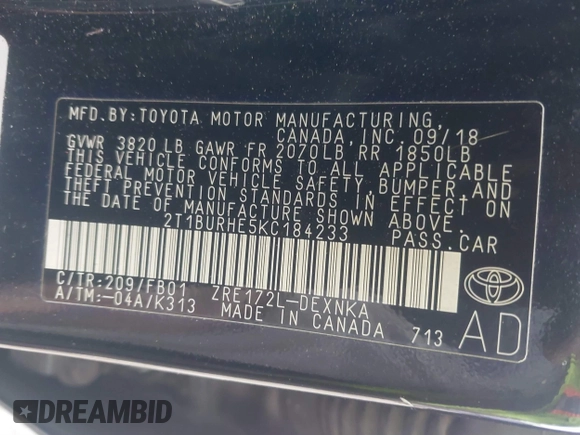 MFD. BY: TOYOTA MOTOR MANUFACTURING,
CANADA, INC. 09/18
GVWR 3820 LB GAWR FR 2070LB RR 1850LB
THIS VEHICLE CONFORMS TO ALL APPLICABLE
FEDERAL MOTOR VEHICLE SAFETY, BUMPER, AND
THEFT PREVENTION STANDARDS IN EFFECT ON
THE DATE OF MANUFACTURE SHOWN ABOVE.
2T1BURHE5KC184233 PASS. CAR
C/TR: 209/FB01 ZRE172L-DEXNKA
A/TM: -04A/K313 MADE IN CANADA 713
TOYOTA
AD
DREAMBID